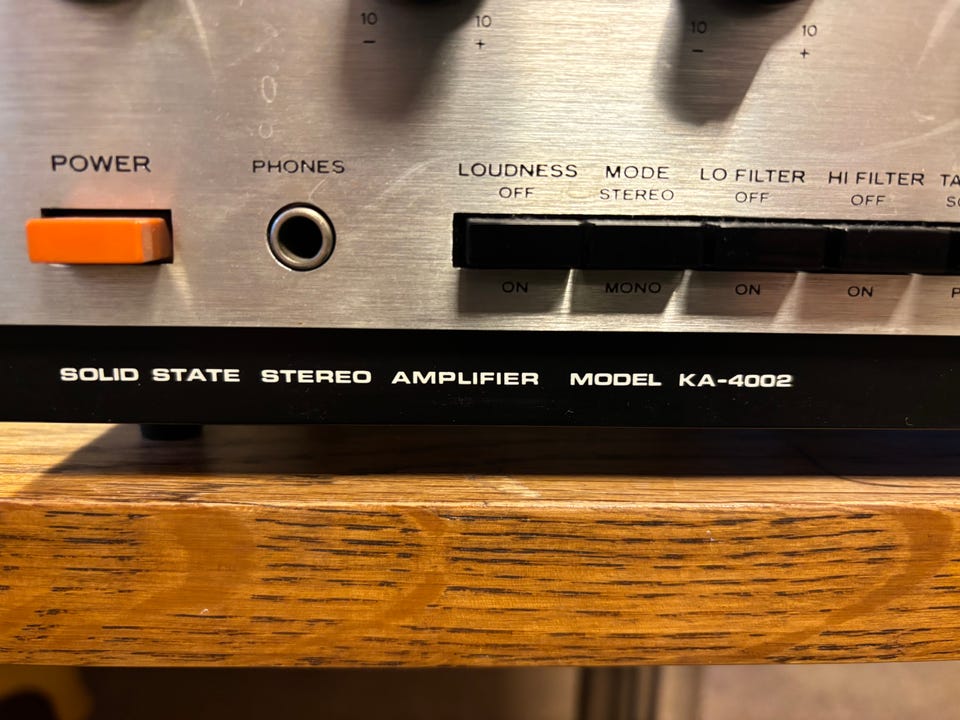 10 10 10 10
- + - +
POWER PHONES LOUDNESS MODE LO FILTER HI FILTER
OFF STEREO OFF OFF
ON MONO ON ON
SOLID STATE STEREO AMPLIFIER MODEL KA-4002